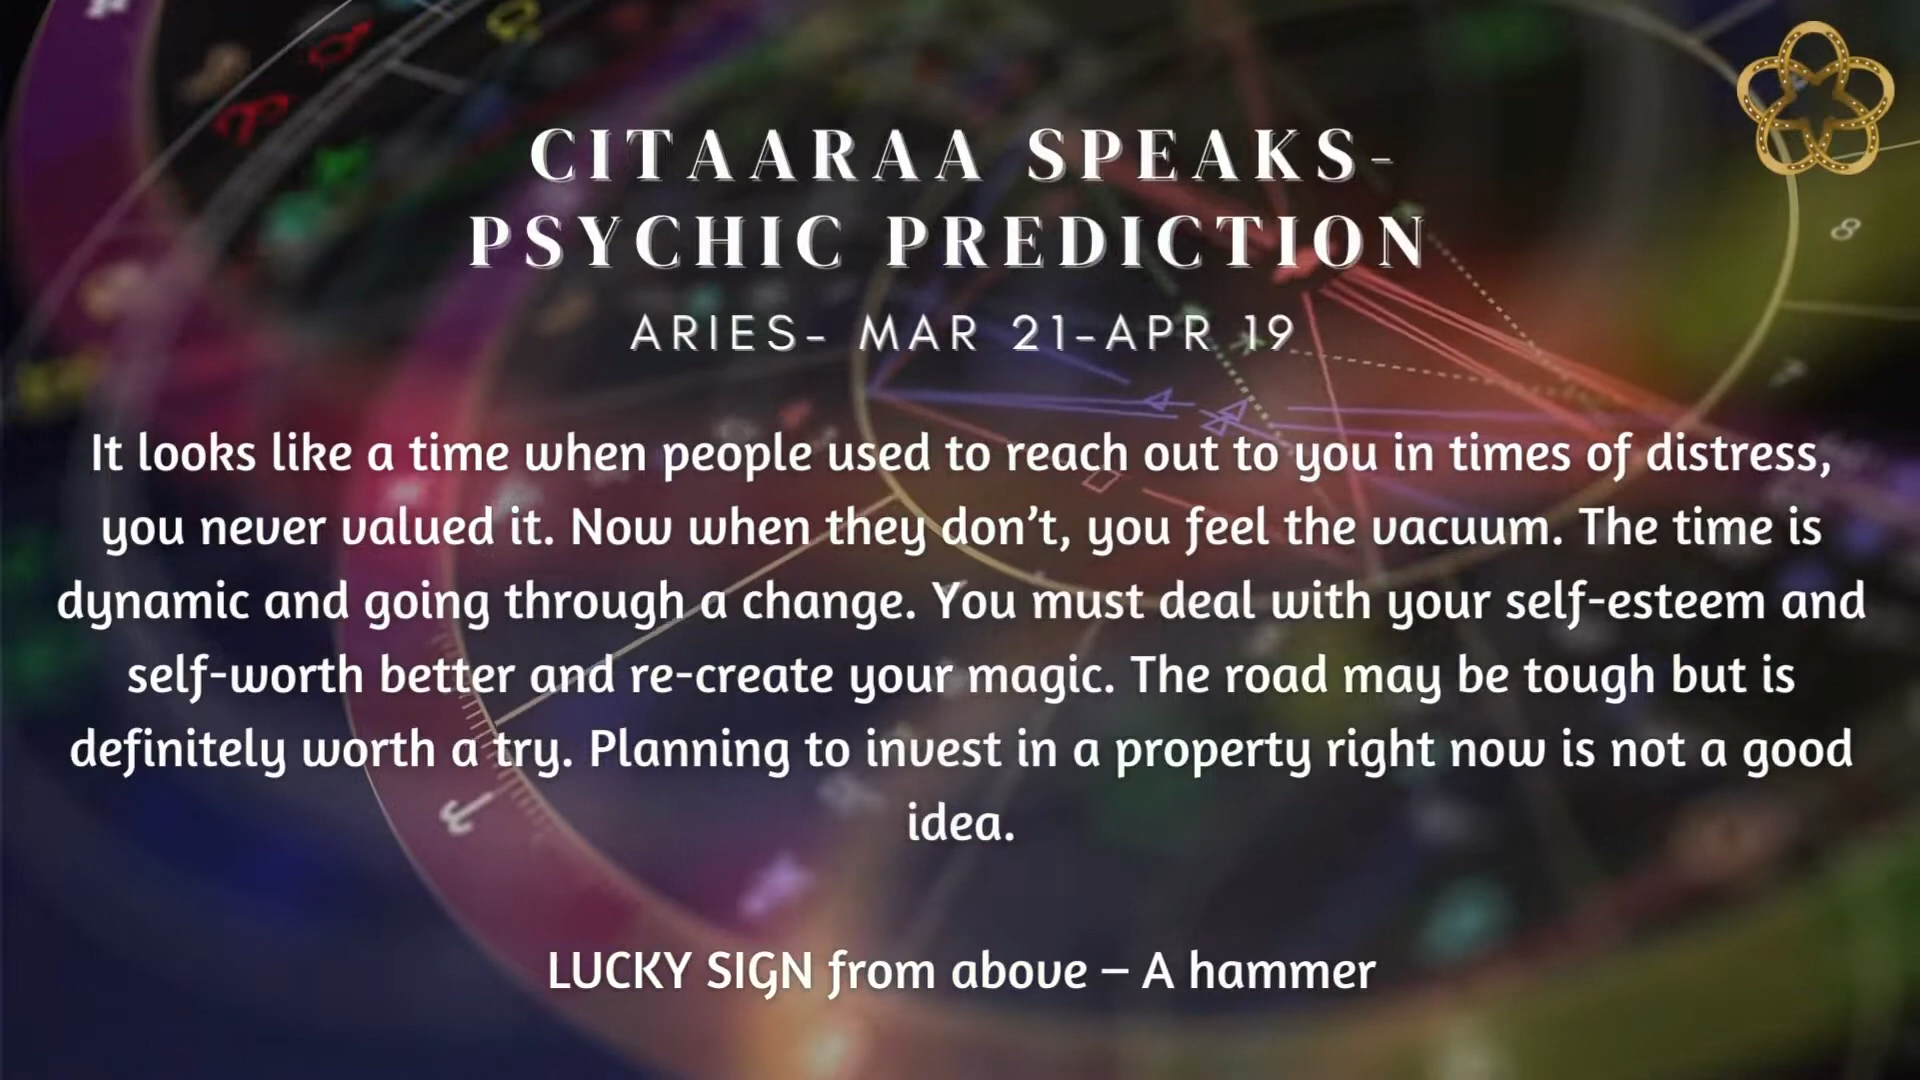 CITAARAA SPEAKS-
PSYCHIC PREDICTION
ARIES- MAR 21-APR 19
It looks like a time when people used to reach out to you in times of distress,
you never valued it. Now when they don’t, you feel the vacuum. The time is
dynamic and going through a change. You must deal with your self-esteem and
self-worth better and re-create your magic. The road may be tough but is
definitely worth a try. Planning to invest in a property right now is not a good
idea.
LUCKY SIGN from above – A hammer
8
7